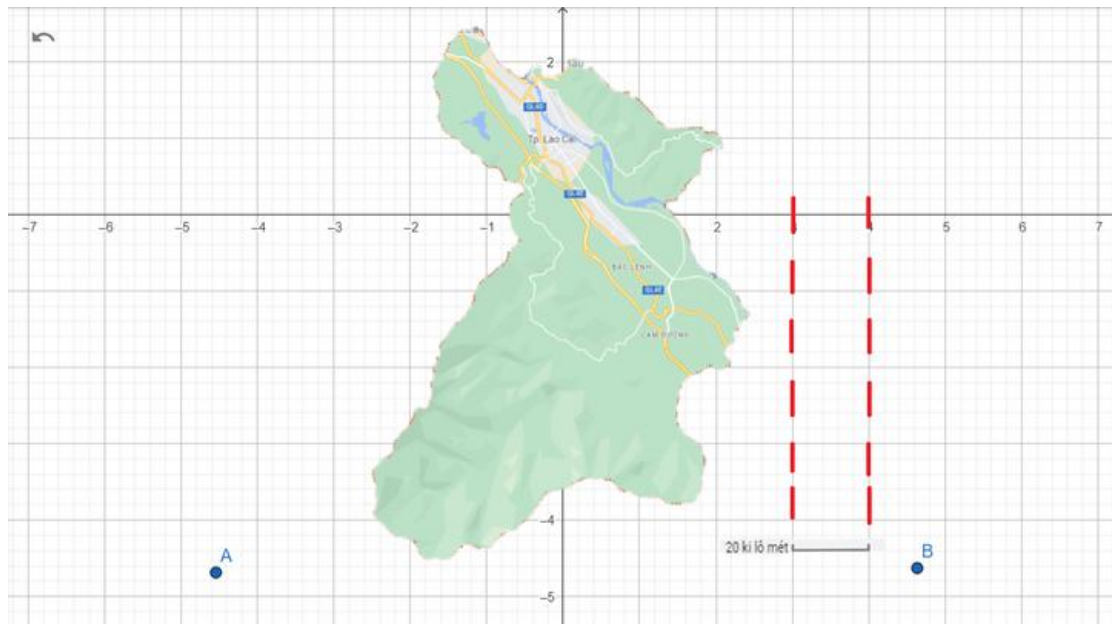 2
QL4D
Tp. Lào Cai
QL4E
−7 −6 −5 −4 −3 −2 −1 2 4 5 6 7
BẮC LỆNH
CAM ĐƯỜNG
−4
20 ki lô mét
A
B
−5